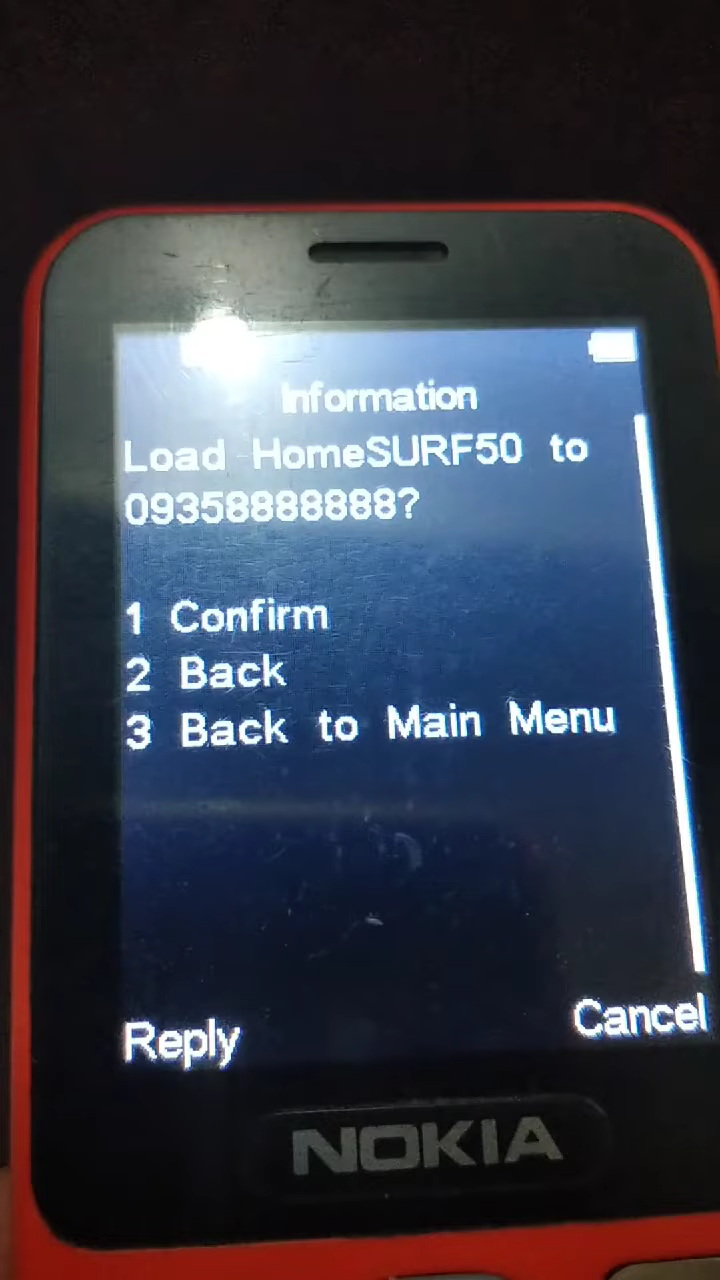 Information
Load HomeSURF50 to
09358888888?
1 Confirm
2 Back
3 Back to Main Menu
Reply
Cancel
NOKIA